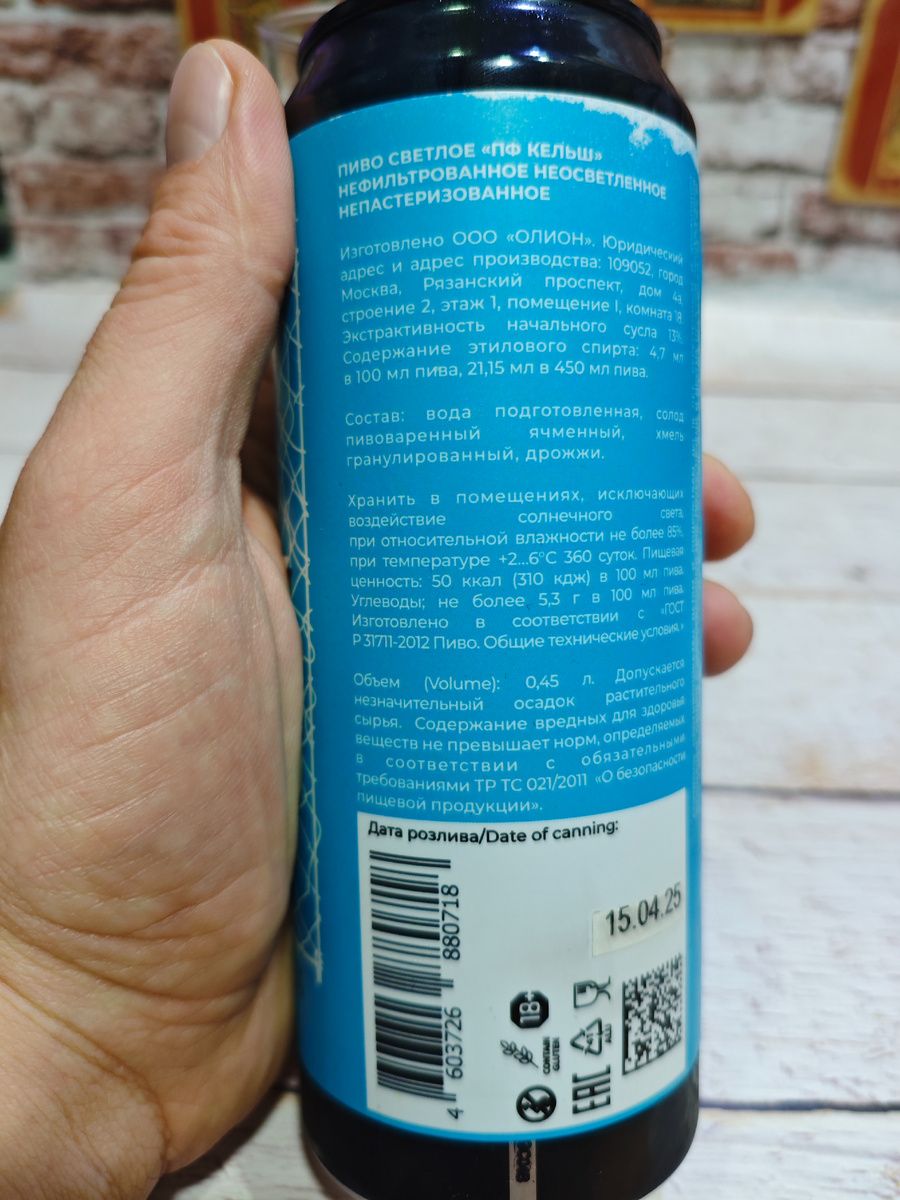 ПИВО СВЕТЛОЕ «ПФ КЕЛЬШ»
НЕФИЛЬТРОВАННОЕ НЕОСВЕТЛЕННОЕ
НЕПАСТЕРИЗОВАННОЕ
Изготовлено ООО «ОЛИОН». Юридический
адрес и адрес производства: 109052, город
Москва, Рязанский проспект, дом 4а,
строение 2, этаж 1, помещение I, комната 18.
Экстрактивность начального сусла 13%.
Содержание этилового спирта: 4,7 мл
в 100 мл пива, 21,15 мл в 450 мл пива.
Состав: вода подготовленная, солод
пивоваренный ячменный, хмель
гранулированный, дрожжи.
Хранить в помещениях, исключающих
воздействие солнечного света,
при относительной влажности не более 85%,
при температуре +2...6°С 360 суток. Пищевая
ценность: 50 ккал (310 кдж) в 100 мл пива.
Углеводы; не более 5,3 г в 100 мл пива.
Изготовлено в соответствии с «ГОСТ
Р 31711-2012 Пиво. Общие технические условия.»
Объем (Volume): 0,45 л. Допускается
незначительный осадок растительного
сырья. Содержание вредных для здоровья
веществ не превышает норм, определяемых
в соответствии с обязательными
требованиями ТР ТС 021/2011 «О безопасности
пищевой продукции».
Дата розлива/Date of canning:
15.04.25
4 603726 880718
18+
CONTAIN
GLUTEN
41
ALU
EAC